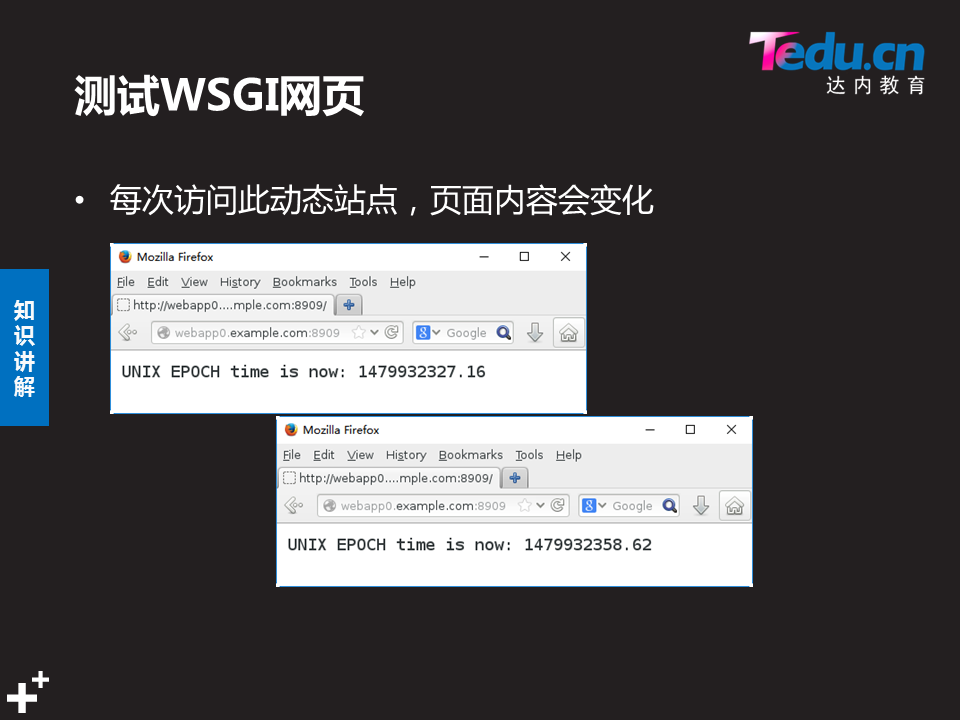 Tedu.cn
达内教育
测试WSGI网页
• 每次访问此动态站点，页面内容会变化
知识讲解
Mozilla Firefox
File Edit View History Bookmarks Tools Help
http://webapp0....mple.com:8909/
webapp0.example.com:8909 Google
UNIX EPOCH time is now: 1479932327.16
Mozilla Firefox
File Edit View History Bookmarks Tools Help
http://webapp0....mple.com:8909/
webapp0.example.com:8909 Google
UNIX EPOCH time is now: 1479932358.62